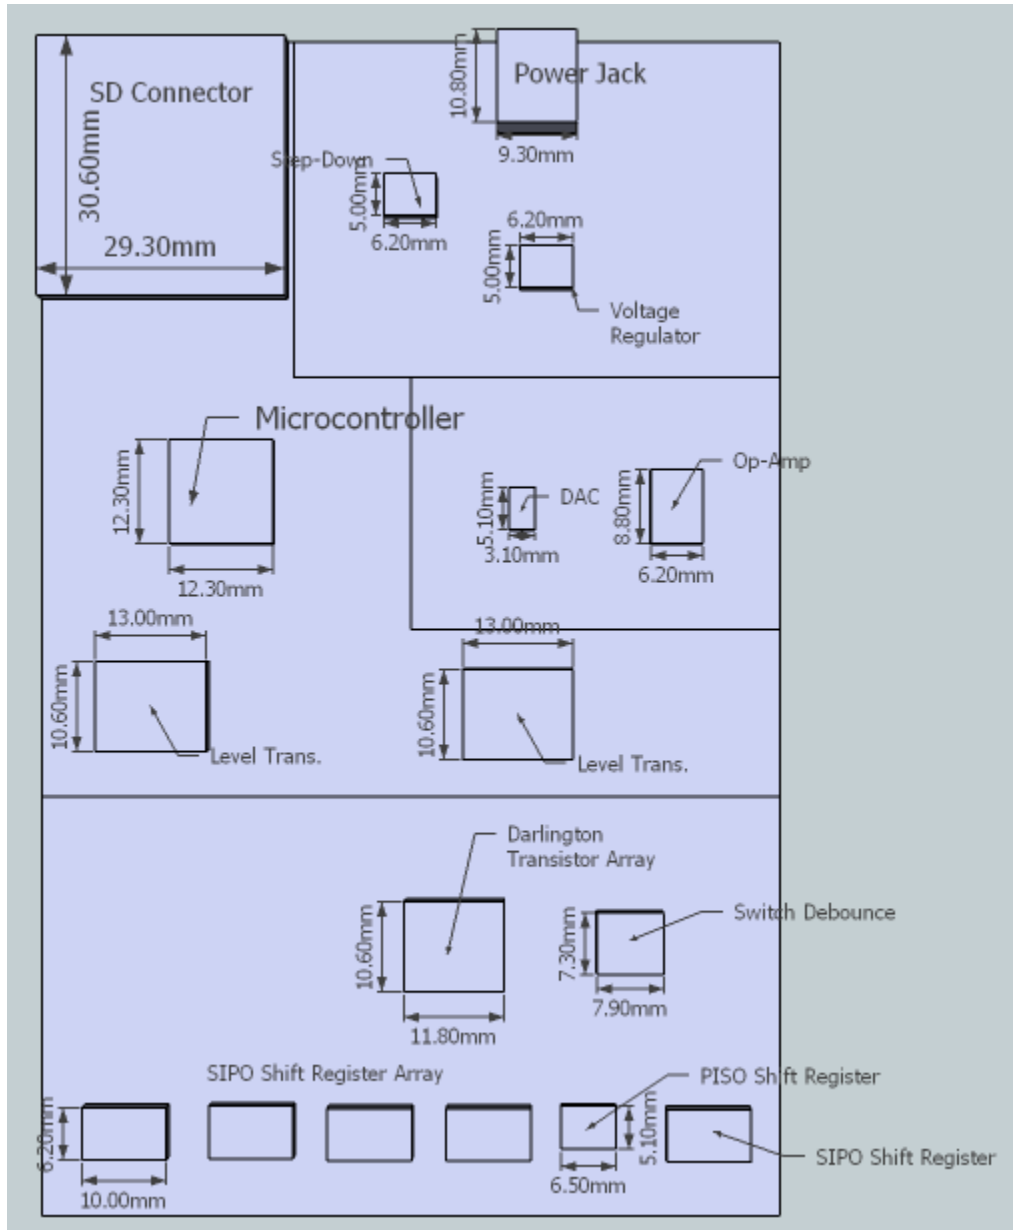 SD Connector
30.60mm
29.30mm
Power Jack
10.80mm
9.30mm
Step-Down
5.00mm
6.20mm
6.20mm
5.00mm
Voltage
Regulator
Microcontroller
12.30mm
12.30mm
Op-Amp
DAC
5.10mm
3.10mm
8.80mm
6.20mm
13.00mm
10.60mm
Level Trans.
13.00mm
10.60mm
Level Trans.
Darlington
Transistor Array
10.60mm
11.80mm
Switch Debounce
7.30mm
7.90mm
SIPO Shift Register Array
PISO Shift Register
6.20mm
10.00mm
5.10mm
6.50mm
SIPO Shift Register